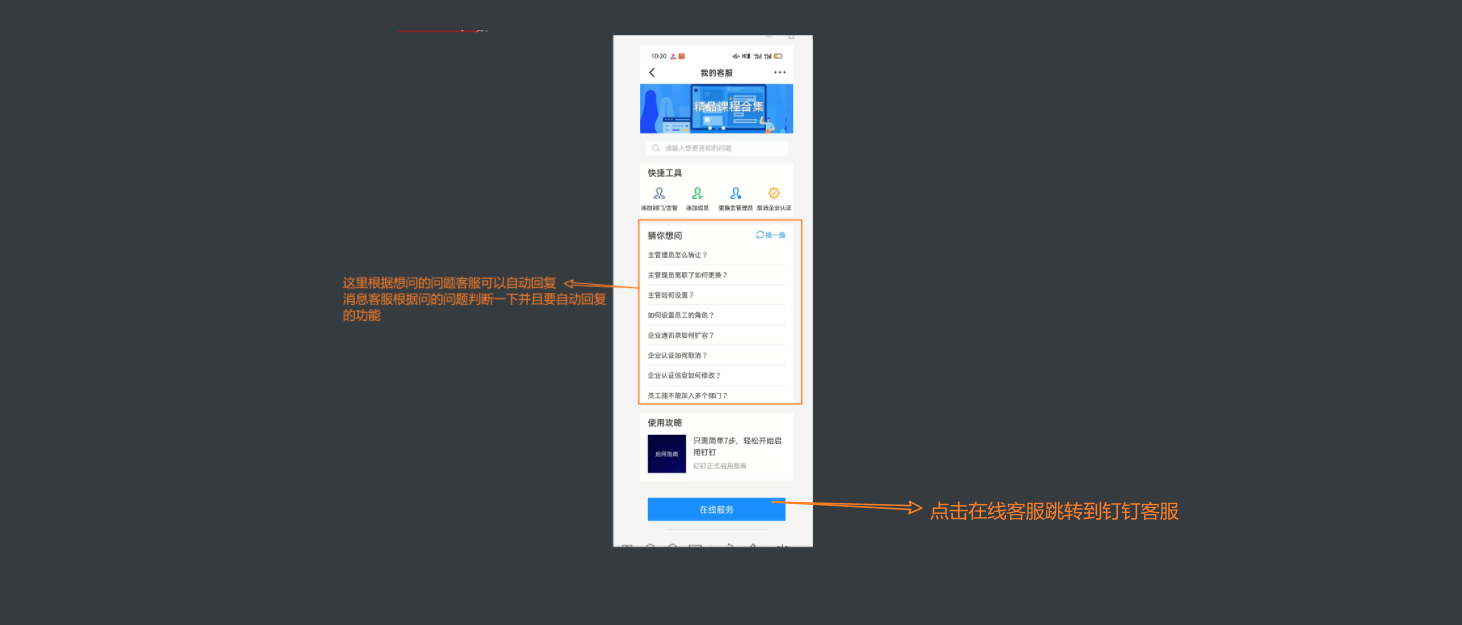 10:30
我的客服
精品课程合集
请输入想要咨询的问题
快捷工具
添加部门/主管 添加成员 更换主管理员 取消企业认证
猜你想问 换一换
主管理员怎么转让？
主管理员离职了如何更换？
主管如何设置？
如何设置员工的角色？
企业通讯录如何扩容？
企业认证如何取消？
企业认证信息如何修改？
员工能不能加入多个部门？
使用攻略
启用指南
只需简单7步，轻松开始启
用钉钉
钉钉正式启用指南
在线服务
这里根据想问的问题客服可以自动回复
消息客服根据问的问题判断一下并且要自动回复
的功能
点击在线客服跳转到钉钉客服